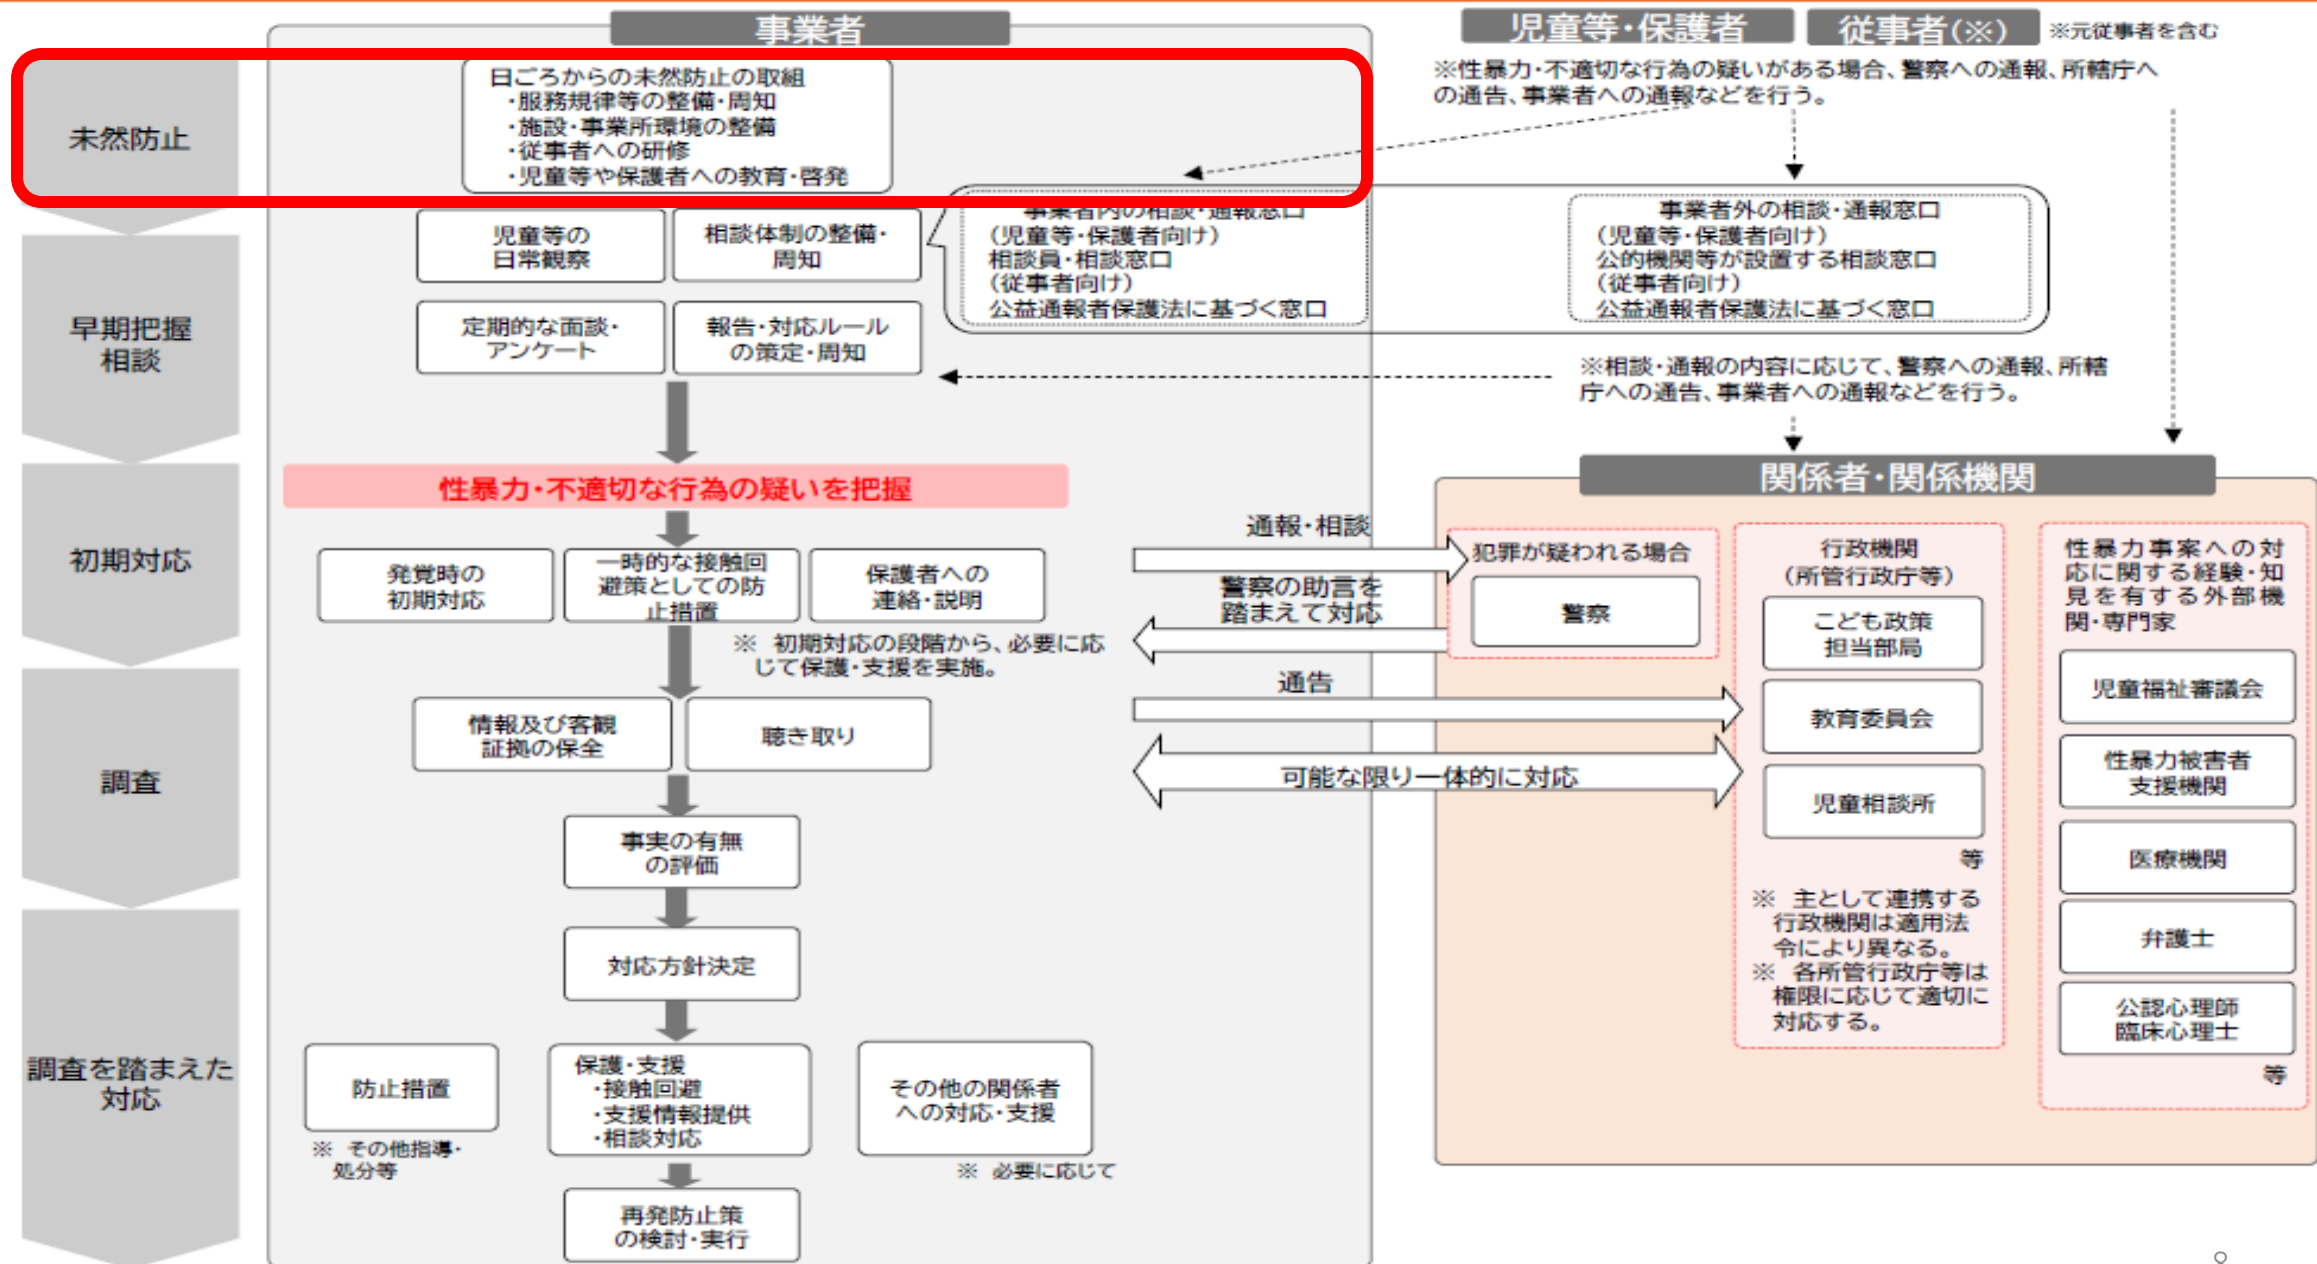 事業者
児童等・保護者
従事者(※)
※元従事者を含む
※性暴力・不適切な行為の疑いがある場合、警察への通報、所轄庁へ
の通告、事業者への通報などを行う。
未然防止
日ごろからの未然防止の取組
・服務規律等の整備・周知
・施設・事業所環境の整備
・従事者への研修
・児童等や保護者への教育・啓発
早期把握
相談
児童等の
日常観察
相談体制の整備・
周知
定期的な面談・
アンケート
報告・対応ルール
の策定・周知
事業者内の相談・通報窓口
(児童等・保護者向け)
相談員・相談窓口
(従事者向け)
公益通報者保護法に基づく窓口
事業者外の相談・通報窓口
(児童等・保護者向け)
公的機関等が設置する相談窓口
(従事者向け)
公益通報者保護法に基づく窓口
※相談・通報の内容に応じて、警察への通報、所轄
庁への通告、事業者への通報などを行う。
初期対応
性暴力・不適切な行為の疑いを把握
発覚時の
初期対応
一時的な接触回
避策としての防
止措置
保護者への
連絡・説明
※ 初期対応の段階から、必要に応
じて保護・支援を実施。
通報・相談
警察の助言を
踏まえて対応
通告
可能な限り一体的に対応
関係者・関係機関
犯罪が疑われる場合
警察
行政機関
(所管行政庁等)
こども政策
担当部局
教育委員会
児童相談所
等
※ 主として連携する
行政機関は適用法
令により異なる。
※ 各所管行政庁等は
権限に応じて適切に
対応する。
性暴力事案への対
応に関する経験・知
見を有する外部機
関・専門家
児童福祉審議会
性暴力被害者
支援機関
医療機関
弁護士
公認心理師
臨床心理士
等
調査
情報及び客観
証拠の保全
聴き取り
事実の有無
の評価
調査を踏まえた
対応
対応方針決定
防止措置
※ その他指導・
処分等
保護・支援
・接触回避
・支援情報提供
・相談対応
その他の関係者
への対応・支援
※ 必要に応じて
再発防止策
の検討・実行
。